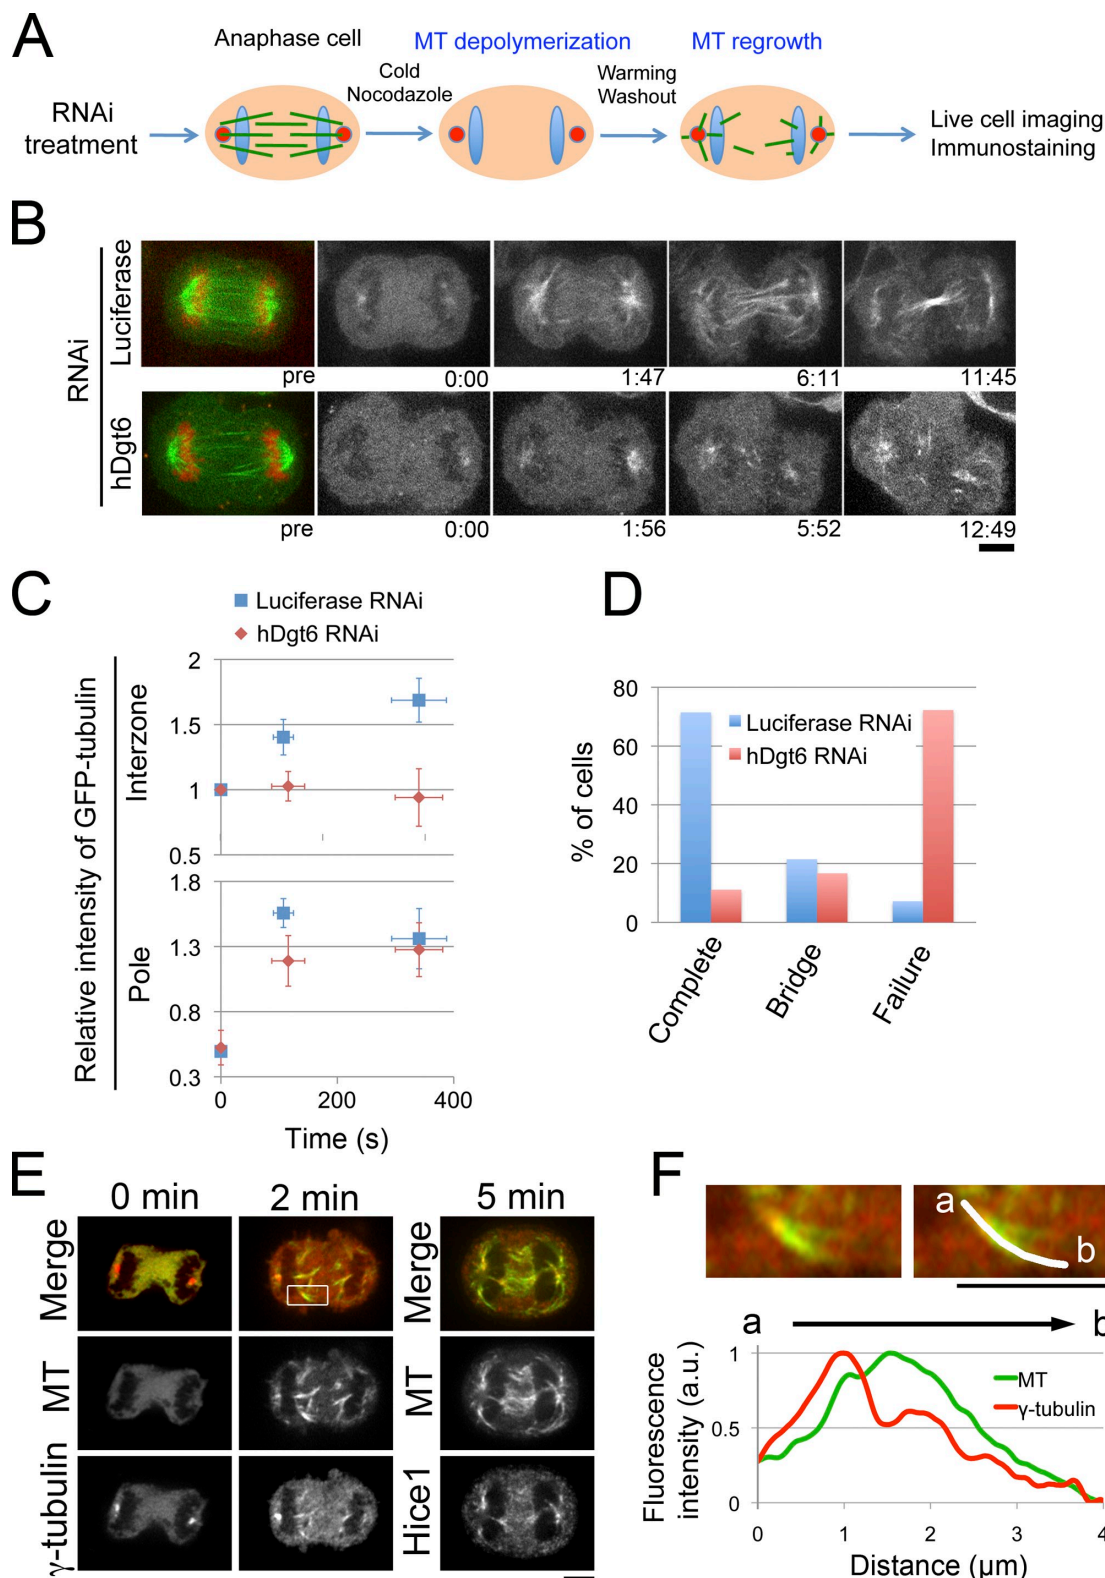 A
Anaphase cell
MT depolymerization
MT regrowth
RNAi
treatment
Cold
Nocodazole
Warming
Washout
Live cell imaging
Immunostaining
B
RNAi
Luciferase
pre
0:00
1:47
6:11
11:45
hDgt6
pre
0:00
1:56
5:52
12:49
C
Luciferase RNAi
hDgt6 RNAi
Relative intensity of GFP-tubulin
Interzone
2
1.5
1
0.5
Pole
1.8
1.3
0.8
0.3
0
200
400
Time (s)
D
% of cells
80
60
40
20
0
Luciferase RNAi
hDgt6 RNAi
Complete
Bridge
Failure
E
0 min
2 min
5 min
Merge
Merge
MT
MT
γ-tubulin
Hice1
F
a
b
a
b
Fluorescence
intensity (a.u.)
1
0.5
0
MT
γ-tubulin
0
1
2
3
4
Distance (μm)